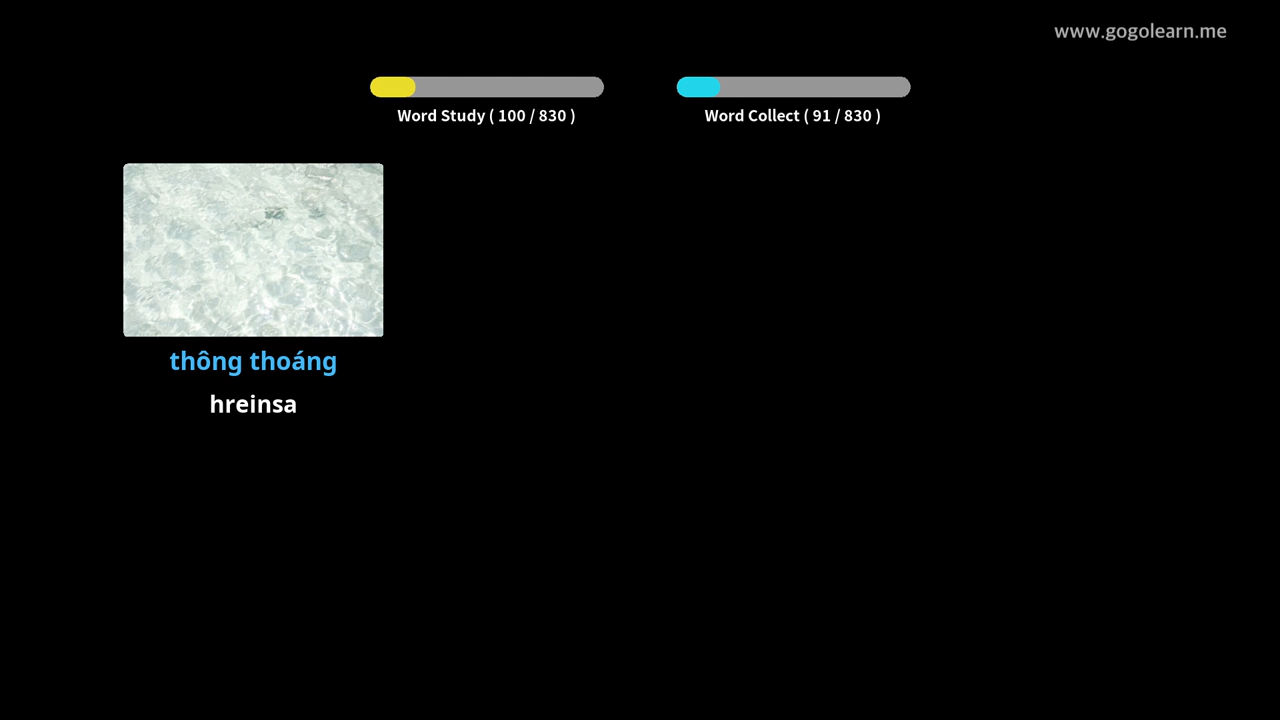 www.gogolearn.me
Word Study ( 100 / 830 )
Word Collect ( 91 / 830 )
thông thoáng
hreinsa